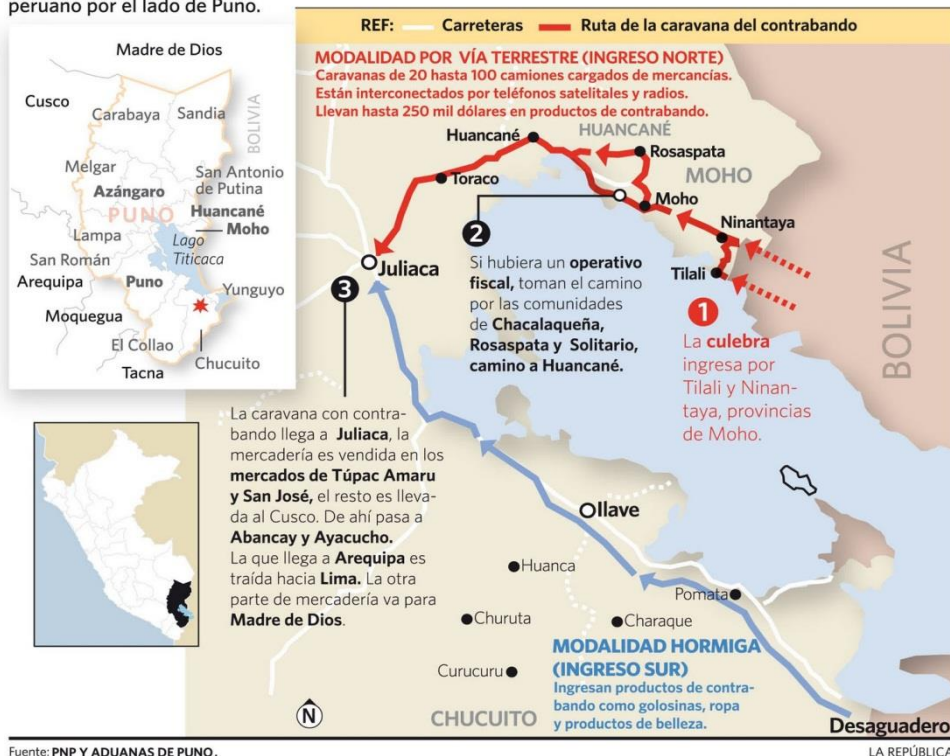 peruano por el lado de Puno.
REF:
Carreteras
Ruta de la caravana del contrabando
Madre de Dios
Cusco
Carabaya
Sandia
BOLIVIA
Melgar
San Antonio
de Putina
Azángaro
PUNO
Huancané
Moho
Lampa
Lago
Titicaca
San Román
Arequipa
Puno
Yunguyo
Moquegua
El Collao
Chucuito
Tacna
MODALIDAD POR VÍA TERRESTRE (INGRESO NORTE)
Caravanas de 20 hasta 100 camiones cargados de mercancías.
Están interconectados por teléfonos satelitales y radios.
Llevan hasta 250 mil dólares en productos de contrabando.
Huancané
HUANCANÉ
Rosaspata
MOHO
Toraco
Moho
Ninantaya
Tilali
Juliaca
BOLIVIA
1
La culebra
ingresa por
Tilali y Ninan-
taya, provincias
de Moho.
2
Si hubiera un operativo
fiscal, toman el camino
por las comunidades
de Chacalaqueña,
Rosaspata y Solitario,
camino a Huancané.
3
La caravana con contra-
bando llega a Juliaca, la
mercadería es vendida en los
mercados de Túpac Amaru
y San José, el resto es lleva-
da al Cusco. De ahí pasa a
Abancay y Ayacucho.
La que llega a Arequipa es
traída hacia Lima. La otra
parte de mercadería va para
Madre de Dios.
Ilave
Huanca
Pomata
Churuta
Charaque
Curucuru
MODALIDAD HORMIGA
(INGRESO SUR)
Ingresan productos de contra-
bando como golosinas, ropa
y productos de belleza.
N
CHUCUITO
Desaguadero
Fuente: PNP Y ADUANAS DE PUNO.
LA REPÚBLICA